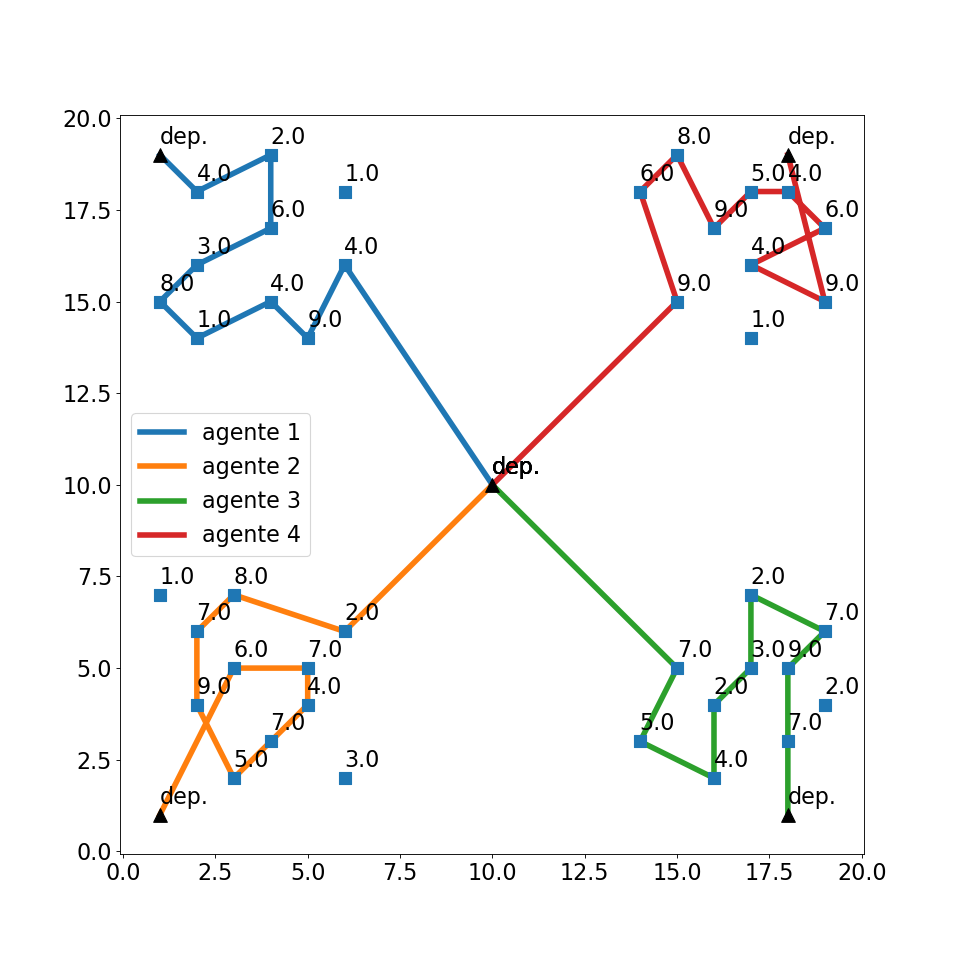 20.0
dep. 2.0 8.0 dep.
4.0 1.0 6.0 5.0 4.0
17.5
6.0 9.0 6.0
3.0 4.0 4.0
8.0 4.0 9.0 9.0
15.0
1.0 9.0 1.0
12.5
agente 1
agente 2
agente 3
agente 4
dep. dep.
10.0
7.5
1.0 8.0 2.0
7.0 2.0 7.0
6.0 7.0 7.0 3.0 9.0
5.0
9.0 4.0 2.0 2.0
7.0 5.0 7.0
5.0 3.0 4.0
2.5
dep. dep.
0.0
0.0 2.5 5.0 7.5 10.0 12.5 15.0 17.5 20.0